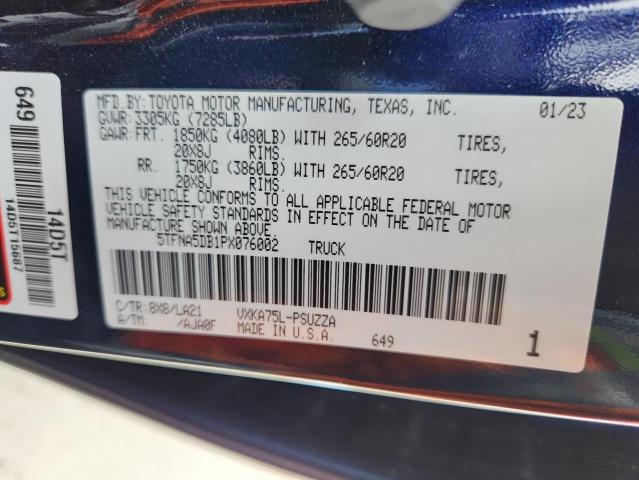 MFD.BY:TOYOTA MOTOR MANUFACTURING, TEXAS, INC. 01/23
GVWR:3305KG (7285LB)
GAWR:FRT. 1850KG (4080LB) WITH 265/60R20 TIRES,
20X8J RIMS.
RR. 1750KG (3860LB) WITH 265/60R20 TIRES,
20X8J RIMS.
THIS VEHICLE CONFORMS TO ALL APPLICABLE FEDERAL MOTOR
VEHICLE SAFETY STANDARDS IN EFFECT ON THE DATE OF
MANUFACTURE SHOWN ABOVE.
5TFNA5DB1PX076002 TRUCK
C/TR:8X8/LA21 VXKA75L-PSUZZA
A/TM: /AJA0F MADE IN U.S.A. 649 1
649
14D5T
14D5T15687